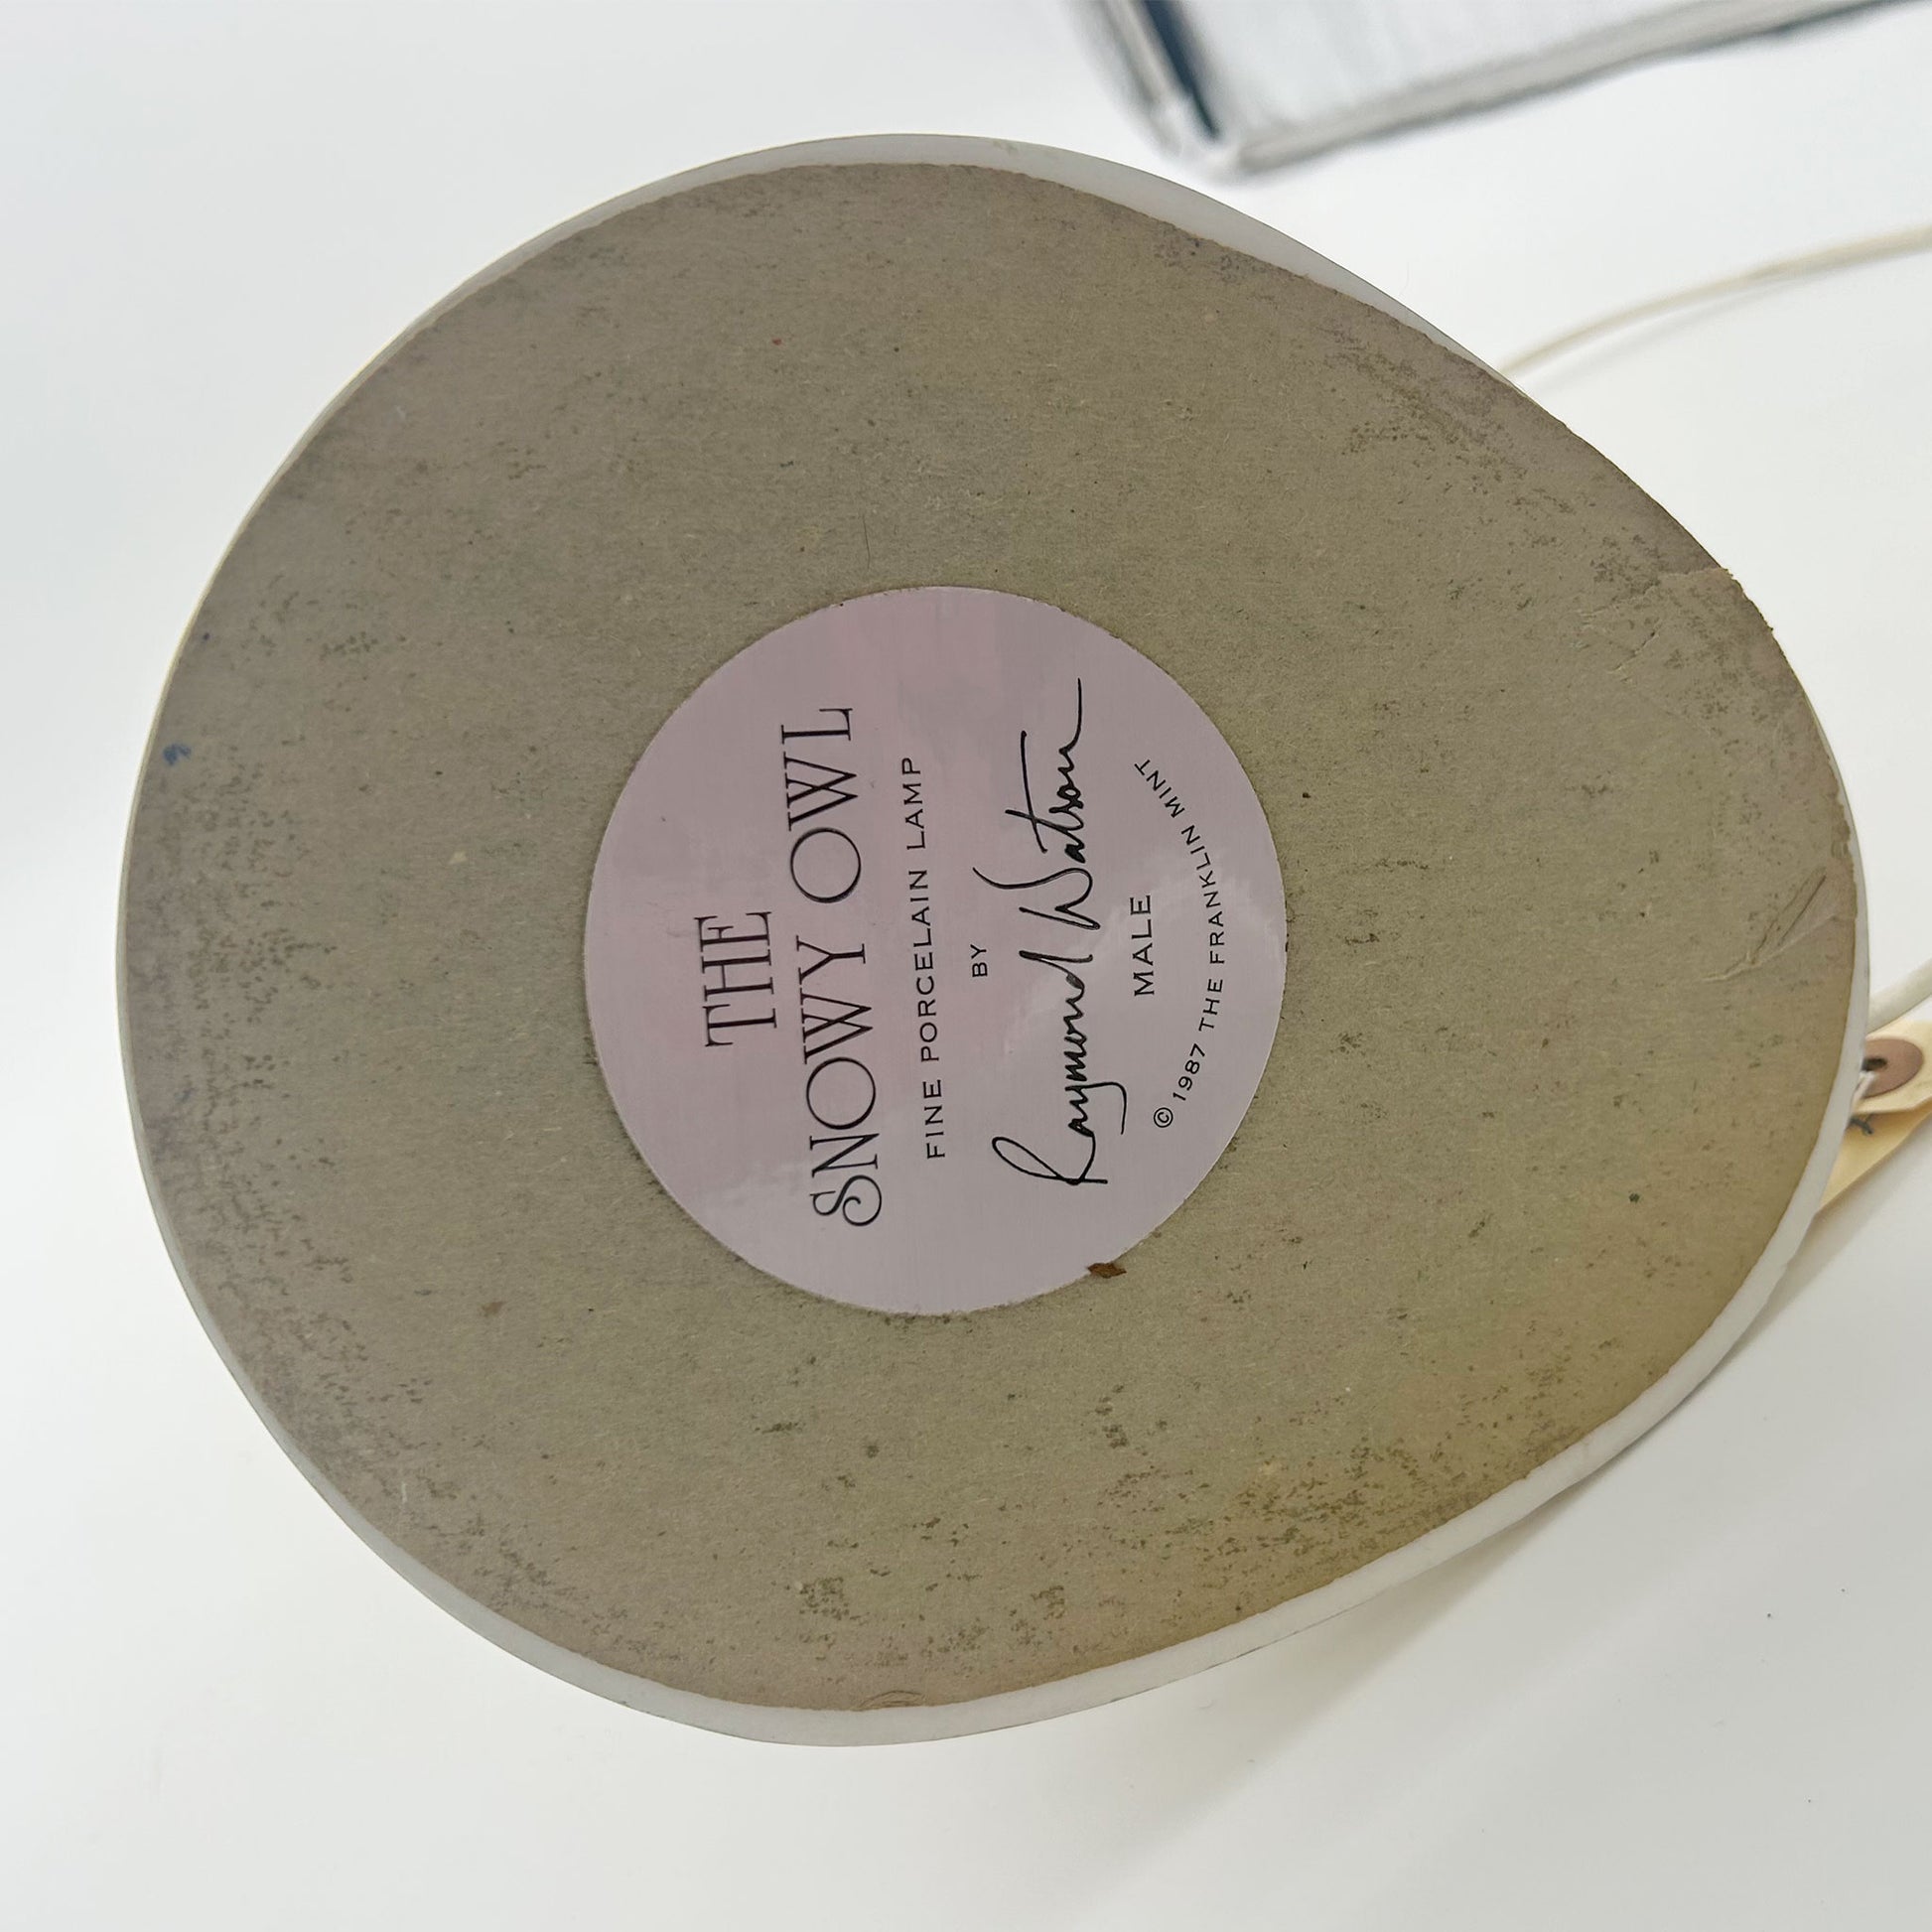 THE
SNOWY OWL
FINE PORCELAIN LAMP
BY
Raymond Watson
MALE
© 1987 THE FRANKLIN MINT